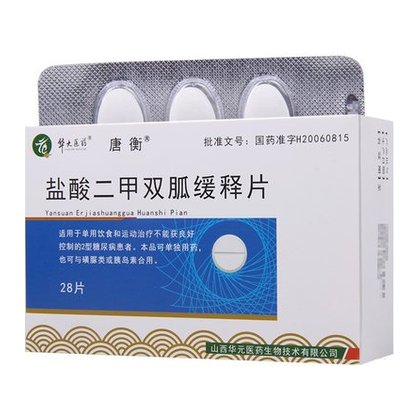 华大医药®
唐衡®
批准文号：国药准字H20060815
盐酸二甲双胍缓释片
Yansuan Erjiashuanggua Huanshi Pian
适用于单用饮食和运动治疗不能获良好
控制的2型糖尿病患者。本品可单独用药，
也可与磺脲类或胰岛素合用。
28片
山西华元医药生物技术有限公司